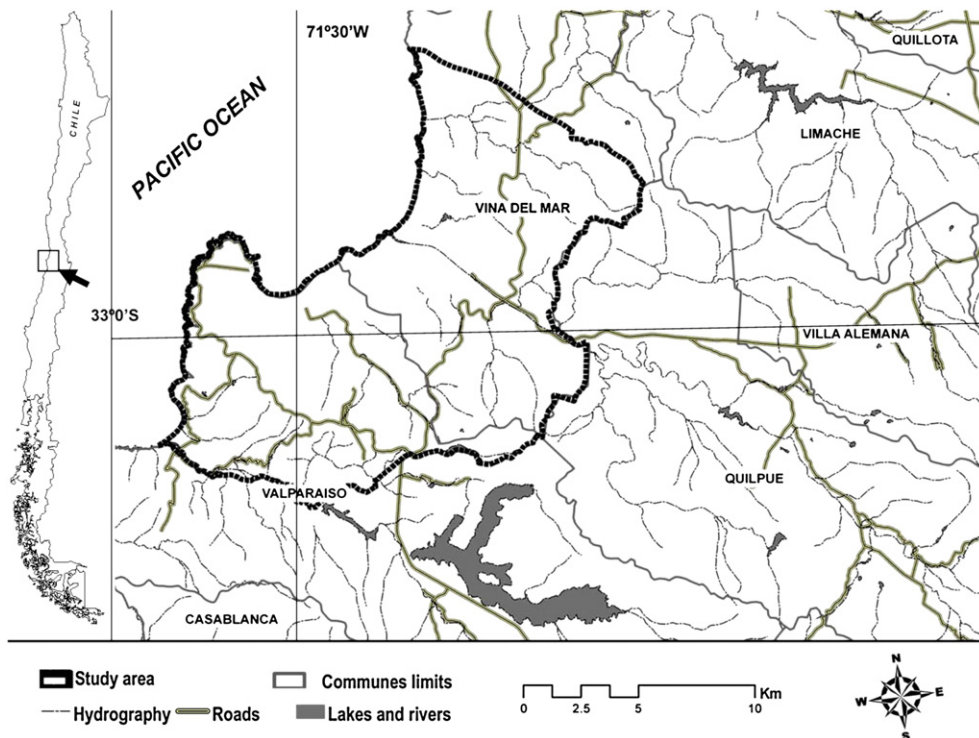 71º30'W
QUILLOTA
CHILE
PACIFIC OCEAN
LIMACHE
VINA DEL MAR
33º0'S
VILLA ALEMANA
QUILPUE
VALPARAISO
CASABLANCA
Study area
Communes limits
Hydrography
Roads
Lakes and rivers
Km
0
2.5
5
10
N
W
E
S